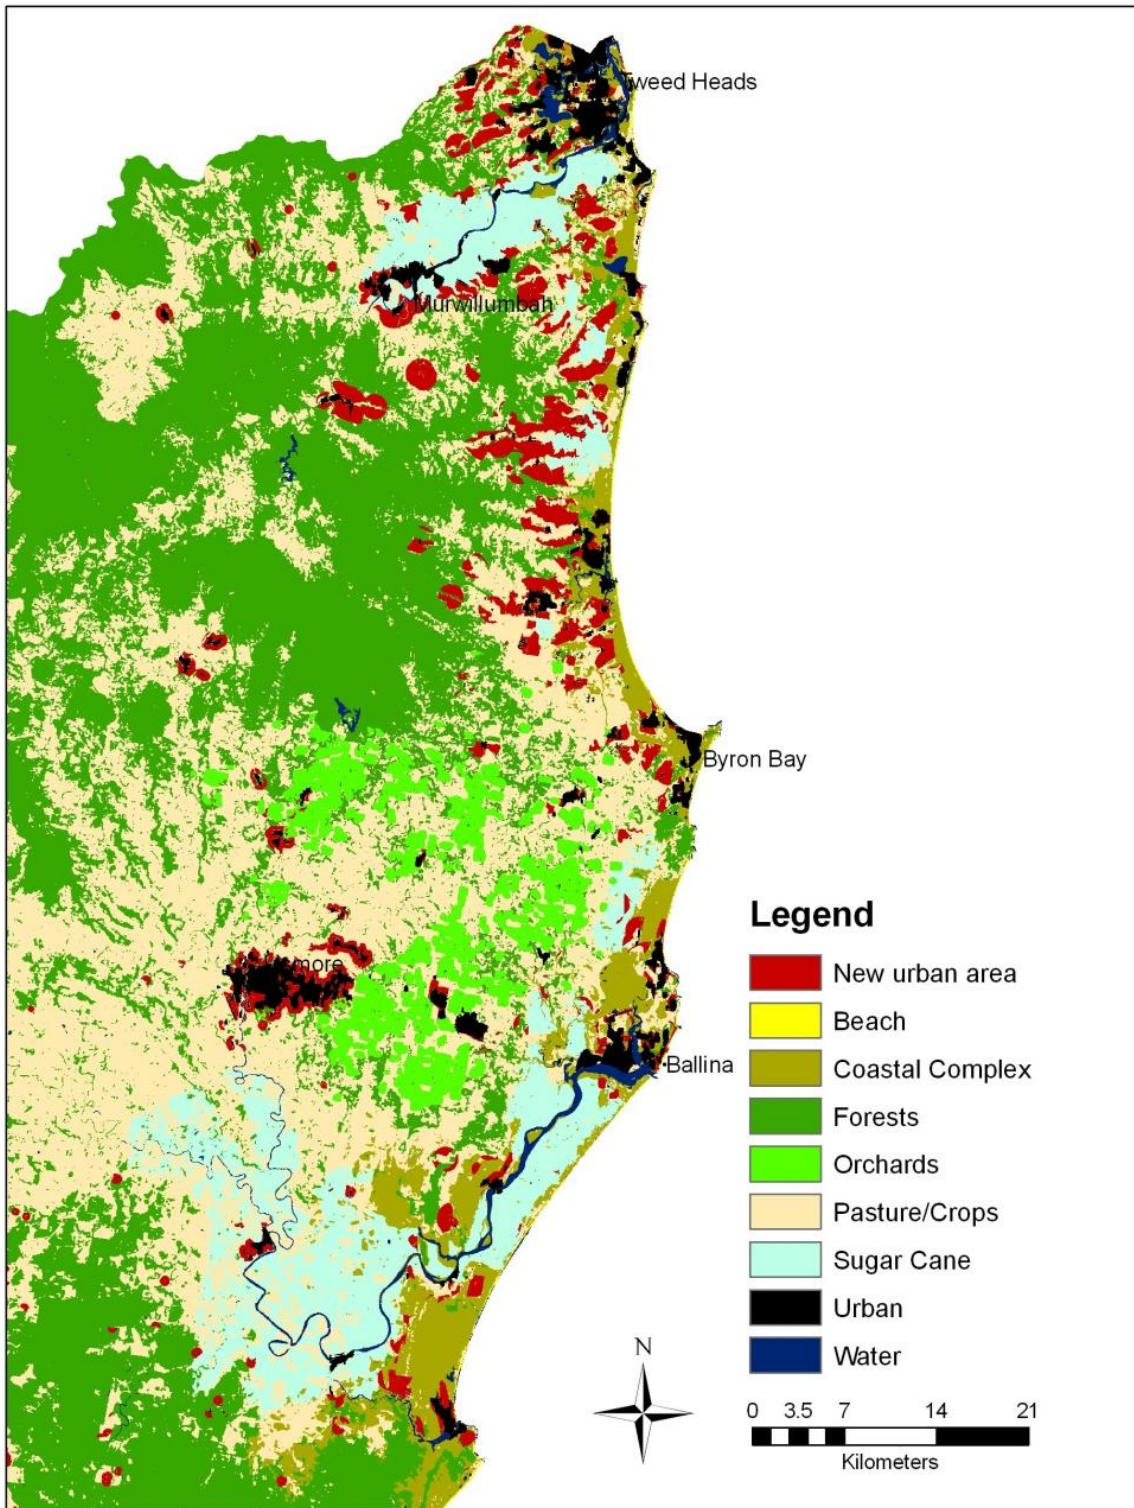 Tweed Heads
Murwillumbah
more
Byron Bay
Ballina
Legend
New urban area
Beach
Coastal Complex
Forests
Orchards
Pasture/Crops
Sugar Cane
Urban
Water
N
0 3.5 7 14 21
Kilometers